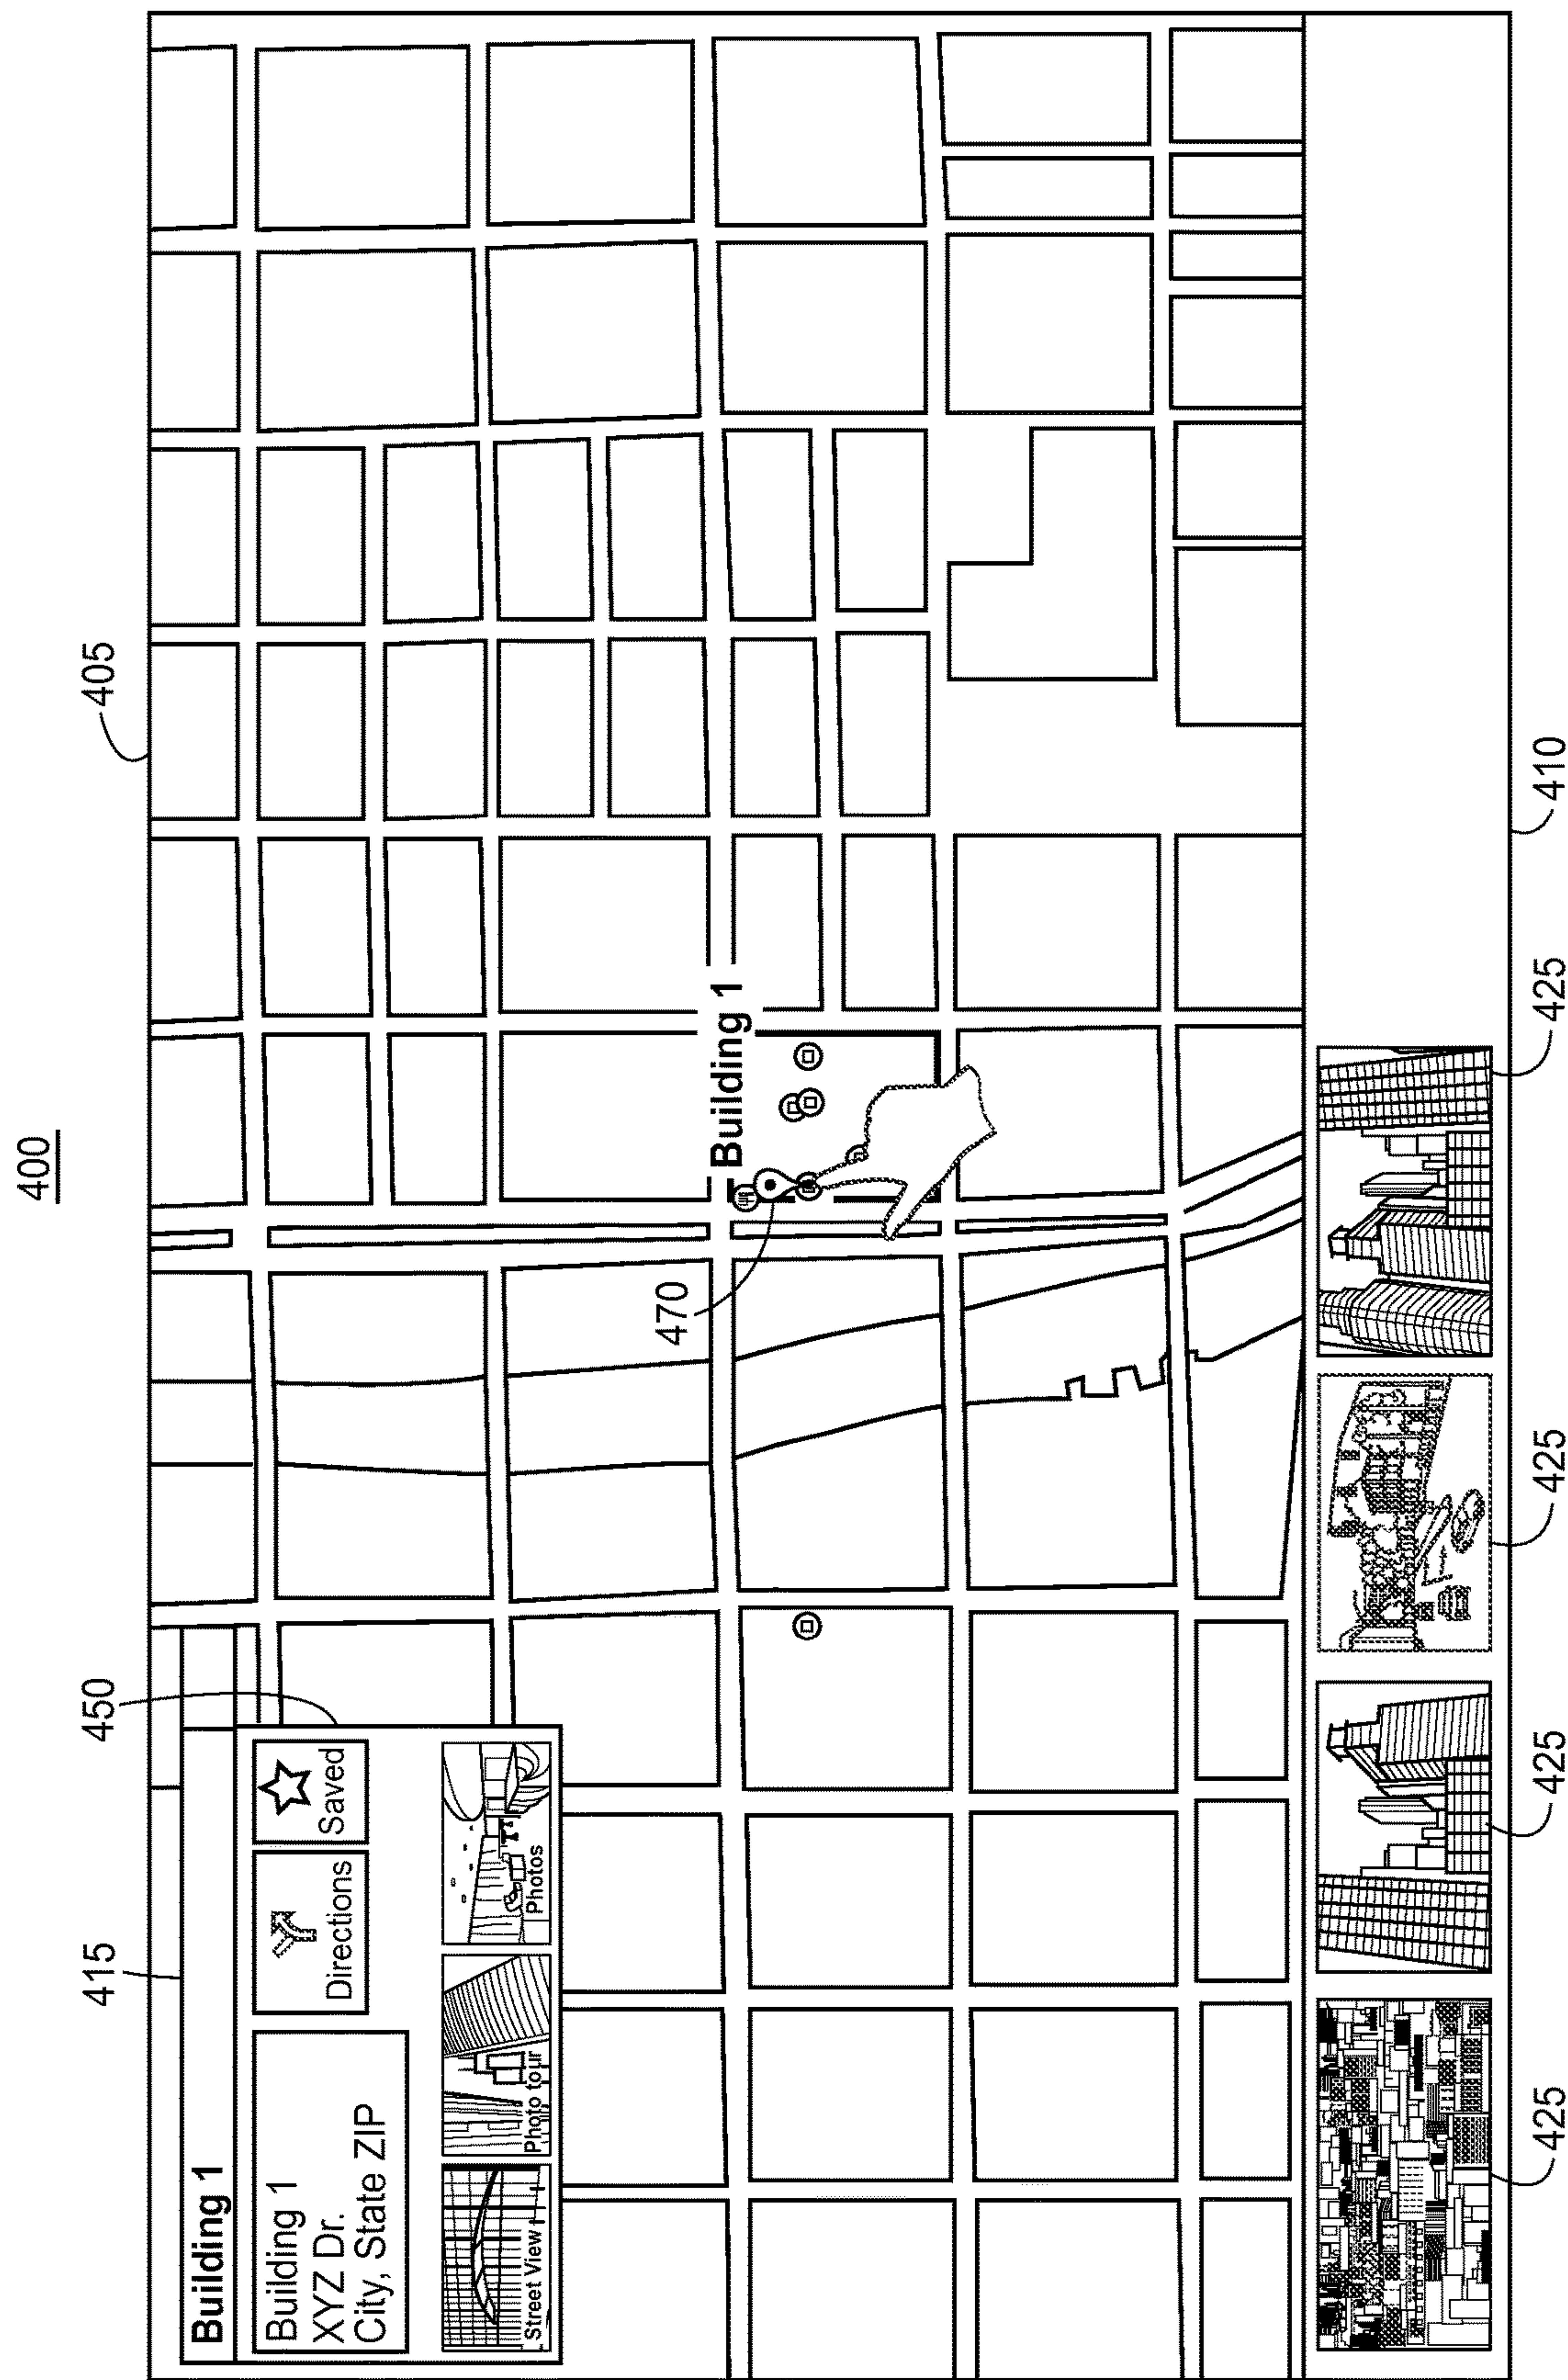 400
405
415
450
Building 1
Building 1
XYZ Dr.
City, State ZIP
Directions
Saved
Street View
Photo tour
Photos
470
Building 1
425
425
425
425
410